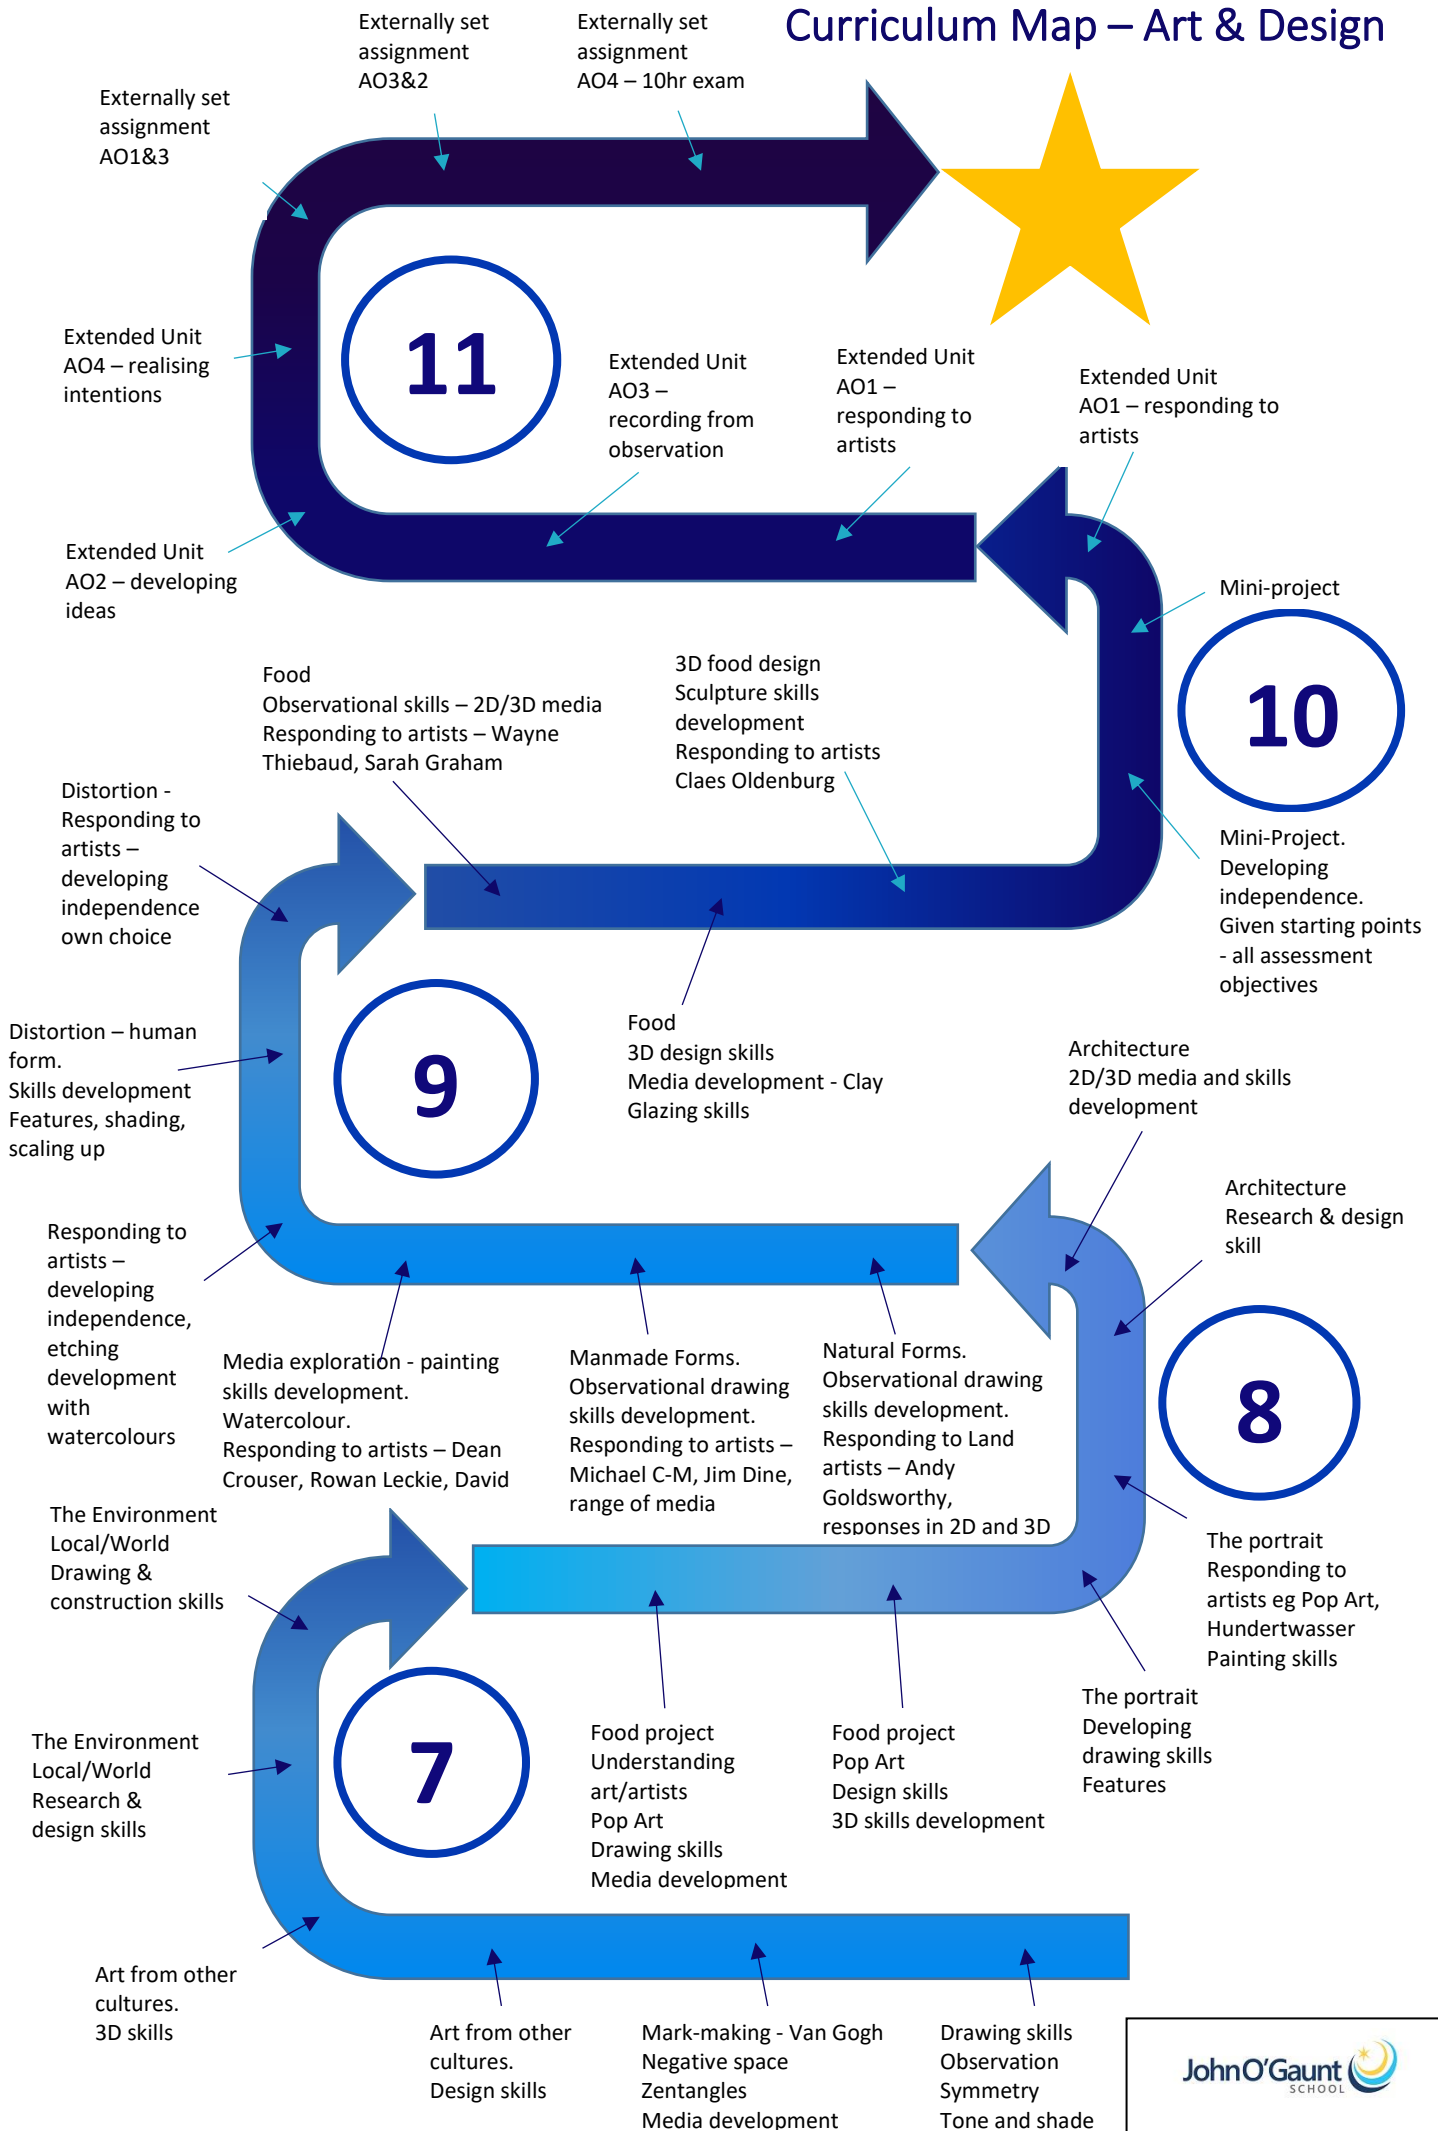 Curriculum Map – Art & Design
Externally set
assignment
AO3&2
Externally set
assignment
AO4 – 10hr exam
Externally set
assignment
AO1&3
11
Extended Unit
AO4 – realising
intentions
Extended Unit
AO3 –
recording from
observation
Extended Unit
AO1 –
responding to
artists
Extended Unit
AO1 – responding to
artists
Extended Unit
AO2 – developing
ideas
Mini-project
10
Food
Observational skills – 2D/3D media
Responding to artists – Wayne
Thiebaud, Sarah Graham
3D food design
Sculpture skills
development
Responding to artists
Claes Oldenburg
Distortion -
Responding to
artists –
developing
independence
own choice
Mini-Project.
Developing
independence.
Given starting points
- all assessment
objectives
Distortion – human
form.
Skills development
Features, shading,
scaling up
9
Food
3D design skills
Media development - Clay
Glazing skills
Architecture
2D/3D media and skills
development
Architecture
Research & design
skill
Responding to
artists –
developing
independence,
etching
development
with
watercolours
Media exploration - painting
skills development.
Watercolour.
Responding to artists – Dean
Crouser, Rowan Leckie, David
Manmade Forms.
Observational drawing
skills development.
Responding to artists –
Michael C-M, Jim Dine,
range of media
Natural Forms.
Observational drawing
skills development.
Responding to Land
artists – Andy
Goldsworthy,
responses in 2D and 3D
8
The Environment
Local/World
Drawing &
construction skills
The portrait
Responding to
artists eg Pop Art,
Hundertwasser
Painting skills
The portrait
Developing
drawing skills
Features
The Environment
Local/World
Research &
design skills
7
Food project
Understanding
art/artists
Pop Art
Drawing skills
Media development
Food project
Pop Art
Design skills
3D skills development
Art from other
cultures.
3D skills
Art from other
cultures.
Design skills
Mark-making - Van Gogh
Negative space
Zentangles
Media development
Drawing skills
Observation
Symmetry
Tone and shade
John O'Gaunt
SCHOOL